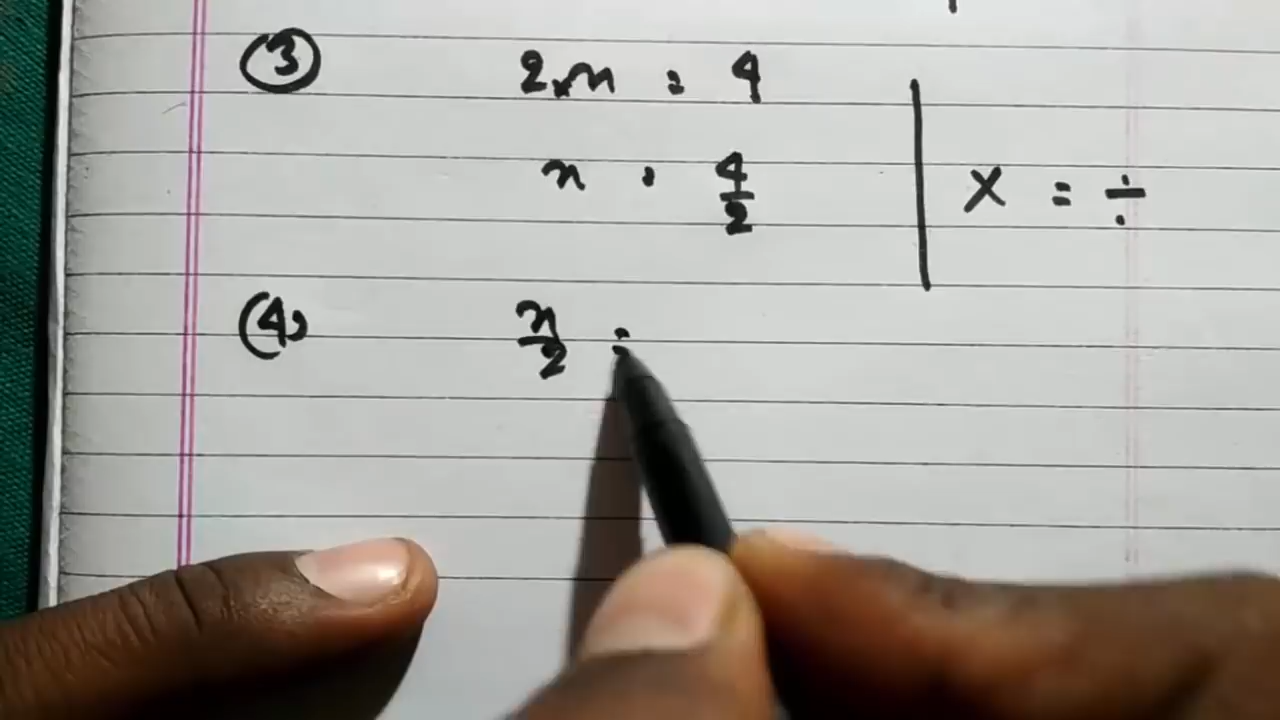 ③ 2×n = 4
n = 4/2
× = ÷
(4) n/2 =